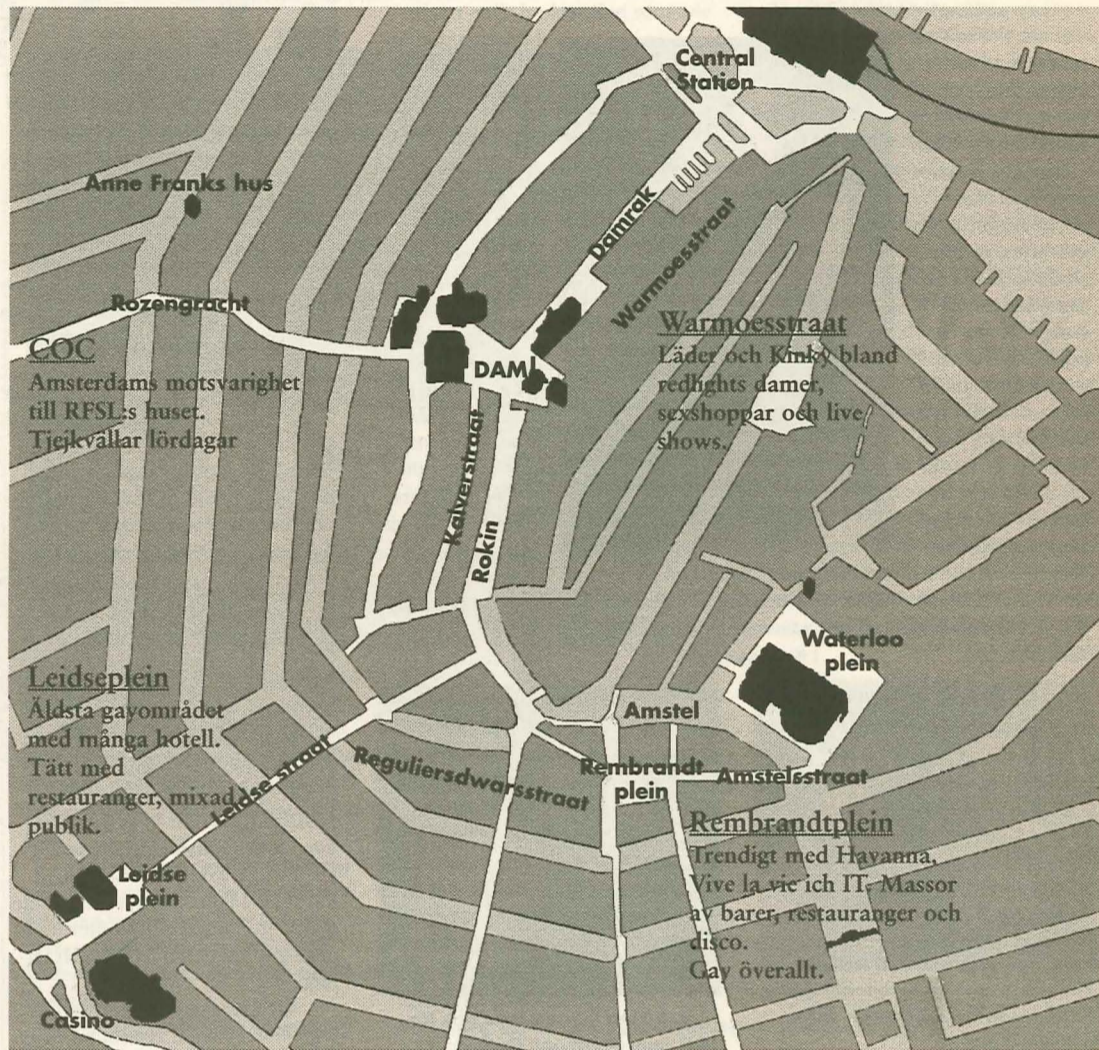 Central
Station
Anne Franks hus
Damrak
Warmoesstraat
Rozengracht
COC
Amsterdams motsvarighet
till RFSL:s huset.
Tjejkvällar lördagar
Warmoesstraat
Läder och Kinky bland
redlights damer,
sexshoppar och live
shows.
DAM
Kalverstraat
Rokin
Waterloo
plein
Leidseplein
Äldsta gayområdet
med många hotell.
Tätt med
restauranger, mixad
publik.
Amstel
Leidse straat
Reguliersdwarsstraat
Rembrandt
plein
Amstelsstraat
Rembrandtplein
Trendigt med Havanna,
Vive la vie ich IT. Massor
av barer, restauranger och
disco.
Gay överallt.
Leidse
plein
Casino